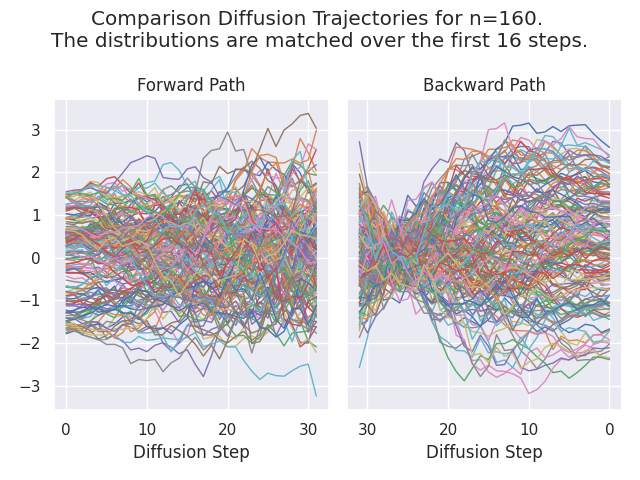 Comparison Diffusion Trajectories for n=160.
The distributions are matched over the first 16 steps.
Forward Path
Backward Path
3
2
1
0
−1
−2
−3
0 10 20 30
30 20 10 0
Diffusion Step
Diffusion Step